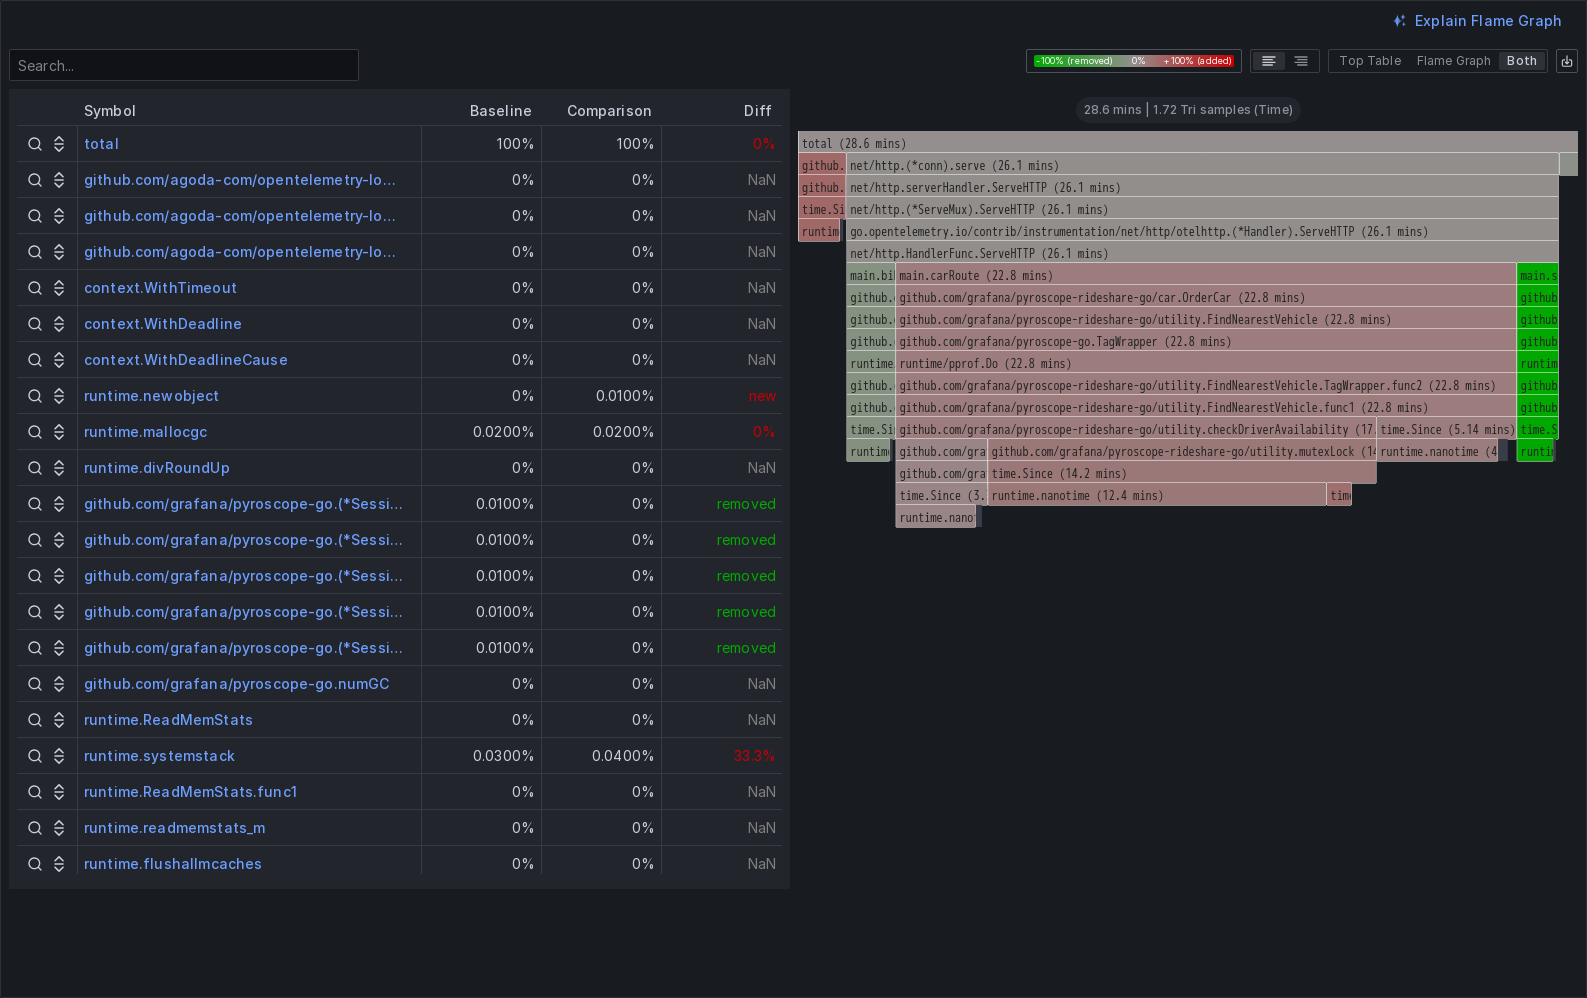 Explain Flame Graph
Search...
-100% (removed) 0% +100% (added)
Top Table Flame Graph Both
Symbol Baseline Comparison Diff
total 100% 100% 0%
github.com/agoda-com/opentelemetry-lo... 0% 0% NaN
github.com/agoda-com/opentelemetry-lo... 0% 0% NaN
github.com/agoda-com/opentelemetry-lo... 0% 0% NaN
context.WithTimeout 0% 0% NaN
context.WithDeadline 0% 0% NaN
context.WithDeadlineCause 0% 0% NaN
runtime.newobject 0% 0.0100% new
runtime.mallocgc 0.0200% 0.0200% 0%
runtime.divRoundUp 0% 0% NaN
github.com/grafana/pyroscope-go.(*Sessi... 0.0100% 0% removed
github.com/grafana/pyroscope-go.(*Sessi... 0.0100% 0% removed
github.com/grafana/pyroscope-go.(*Sessi... 0.0100% 0% removed
github.com/grafana/pyroscope-go.(*Sessi... 0.0100% 0% removed
github.com/grafana/pyroscope-go.(*Sessi... 0.0100% 0% removed
github.com/grafana/pyroscope-go.numGC 0% 0% NaN
runtime.ReadMemStats 0% 0% NaN
runtime.systemstack 0.0300% 0.0400% 33.3%
runtime.ReadMemStats.func1 0% 0% NaN
runtime.readmemstats_m 0% 0% NaN
runtime.flushallmcaches 0% 0% NaN
28.6 mins | 1.72 Tri samples (Time)
total (28.6 mins)
github. net/http.(*conn).serve (26.1 mins)
github. net/http.serverHandler.ServeHTTP (26.1 mins)
time.Si net/http.(*ServeMux).ServeHTTP (26.1 mins)
runtim go.opentelemetry.io/contrib/instrumentation/net/http/otelhttp.(*Handler).ServeHTTP (26.1 mins)
net/http.HandlerFunc.ServeHTTP (26.1 mins)
main.bi main.carRoute (22.8 mins) main.s
github. github.com/grafana/pyroscope-rideshare-go/car.OrderCar (22.8 mins) github
github. github.com/grafana/pyroscope-rideshare-go/utility.FindNearestVehicle (22.8 mins) github
github. github.com/grafana/pyroscope-go.TagWrapper (22.8 mins) github
runtime runtime/pprof.Do (22.8 mins) runtim
github. github.com/grafana/pyroscope-rideshare-go/utility.FindNearestVehicle.TagWrapper.func2 (22.8 mins) github
github. github.com/grafana/pyroscope-rideshare-go/utility.FindNearestVehicle.func1 (22.8 mins) github
time.Si github.com/grafana/pyroscope-rideshare-go/utility.checkDriverAvailability (17. time.Since (5.14 mins) time.S
runtim github.com/gra github.com/grafana/pyroscope-rideshare-go/utility.mutexLock (14 runtime.nanotime (4 runti
github.com/gra time.Since (14.2 mins)
time.Since (3. runtime.nanotime (12.4 mins) time
runtime.nano